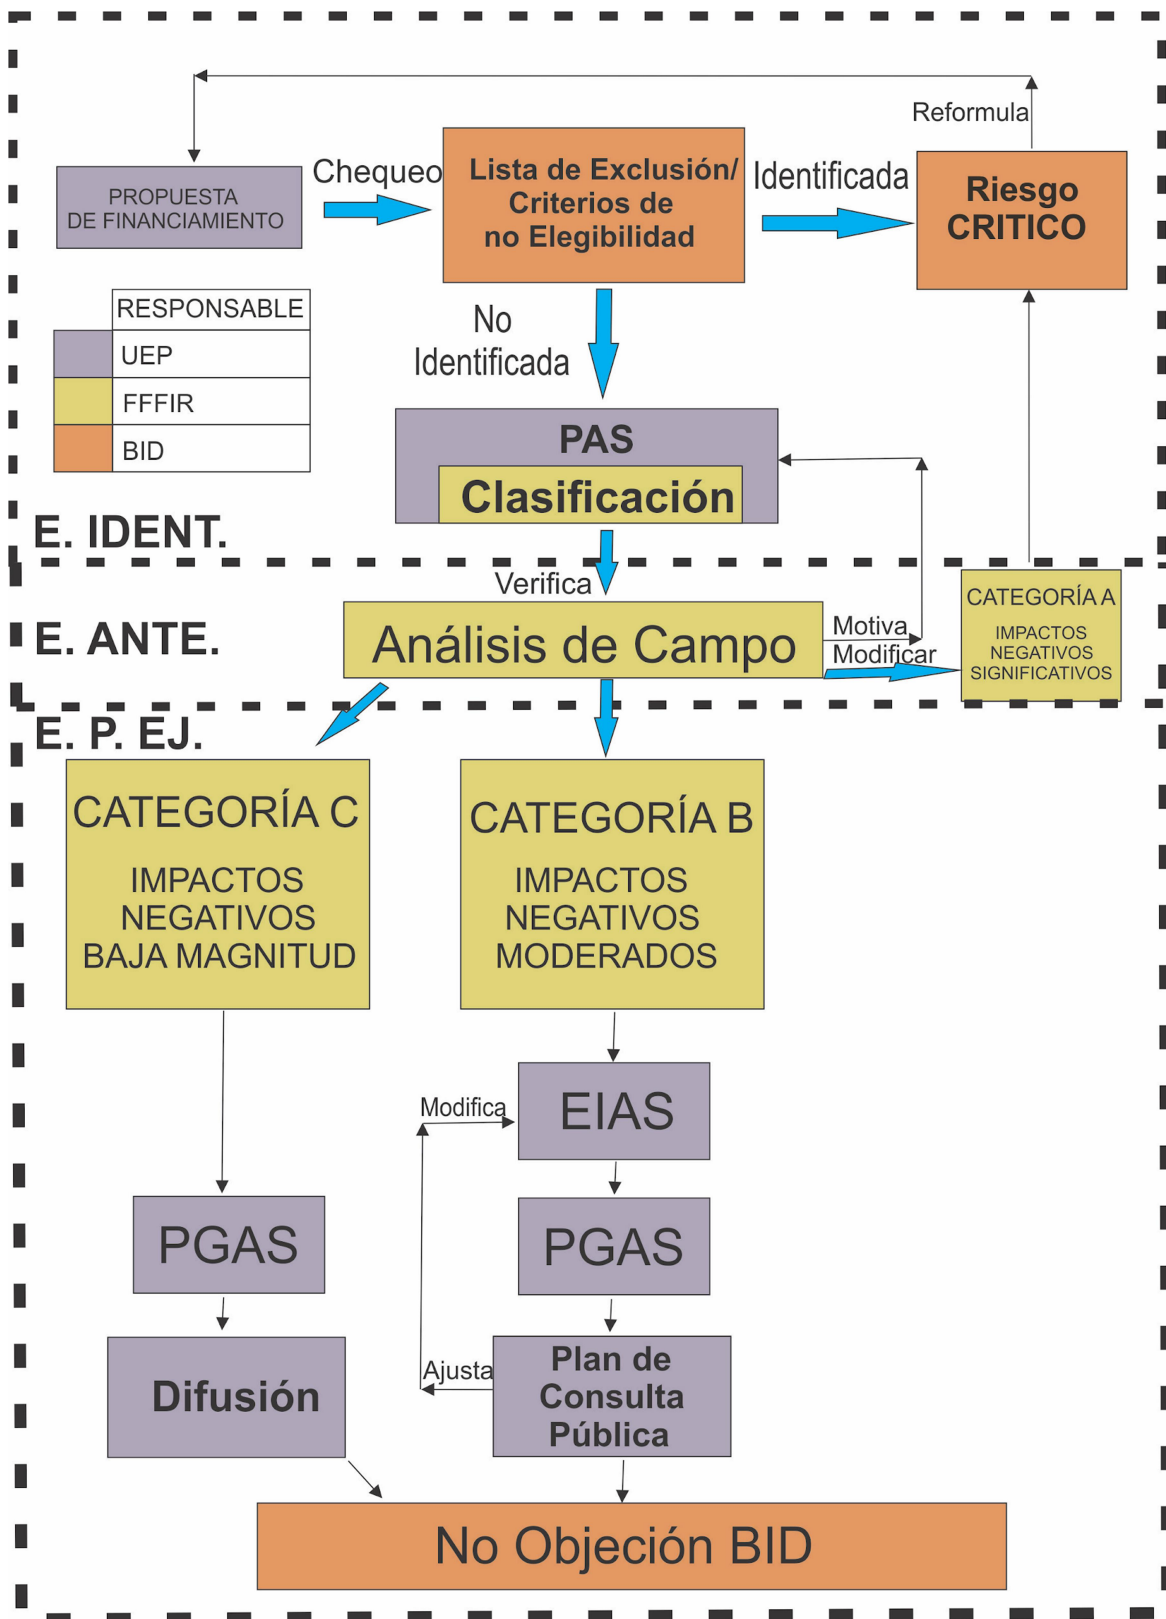 Reformula
PROPUESTA
DE FINANCIAMIENTO
Chequeo
Lista de Exclusión/
Criterios de
no Elegibilidad
Identificada
Riesgo
CRITICO
RESPONSABLE
UEP
FFFIR
BID
No
Identificada
PAS
Clasificación
E. IDENT.
Verifica
E. ANTE.
Análisis de Campo
Motiva
Modificar
CATEGORÍA A
IMPACTOS
NEGATIVOS
SIGNIFICATIVOS
E. P. EJ.
CATEGORÍA C
IMPACTOS
NEGATIVOS
BAJA MAGNITUD
CATEGORÍA B
IMPACTOS
NEGATIVOS
MODERADOS
Modifica
EIAS
PGAS
PGAS
Difusión
Ajusta
Plan de
Consulta
Pública
No Objeción BID